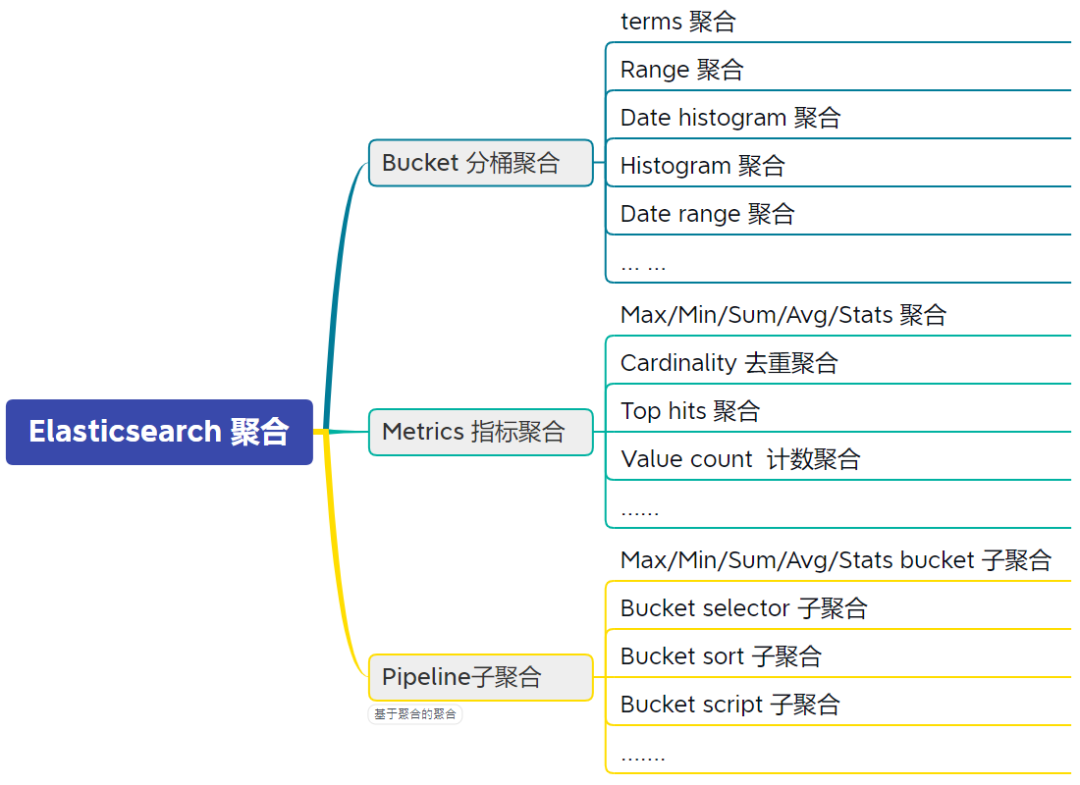 Elasticsearch 聚合
Bucket 分桶聚合
terms 聚合
Range 聚合
Date histogram 聚合
Histogram 聚合
Date range 聚合
... ...
Metrics 指标聚合
Max/Min/Sum/Avg/Stats 聚合
Cardinality 去重聚合
Top hits 聚合
Value count 计数聚合
......
Pipeline子聚合
基于聚合的聚合
Max/Min/Sum/Avg/Stats bucket 子聚合
Bucket selector 子聚合
Bucket sort 子聚合
Bucket script 子聚合
.......